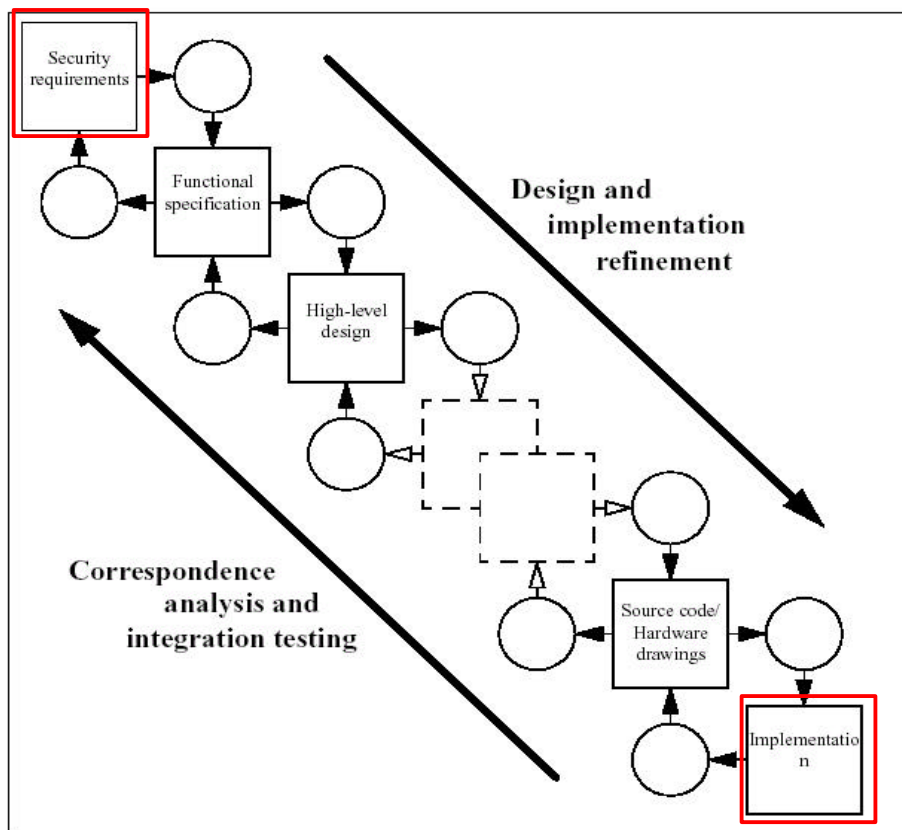 Security
requirements
Functional
specification
Design and
implementation
refinement
High-level
design
Correspondence
analysis and
integration testing
Source code/
Hardware
drawings
Implementatio
n